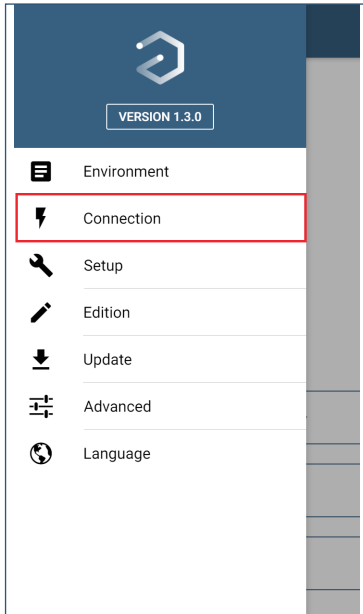 VERSION 1.3.0
Environment
Connection
Setup
Edition
Update
Advanced
Language